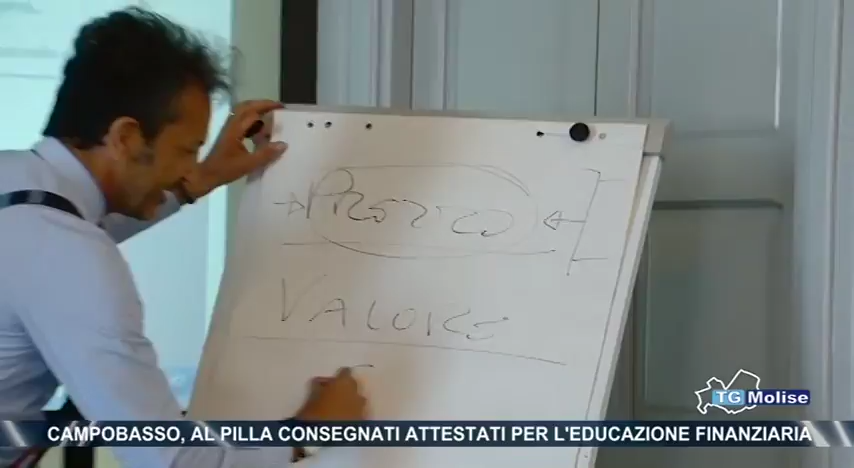 PREZZO
VALORE
TG Molise
CAMPOBASSO, AL PILLA CONSEGNATI ATTESTATI PER L'EDUCAZIONE FINANZIARIA